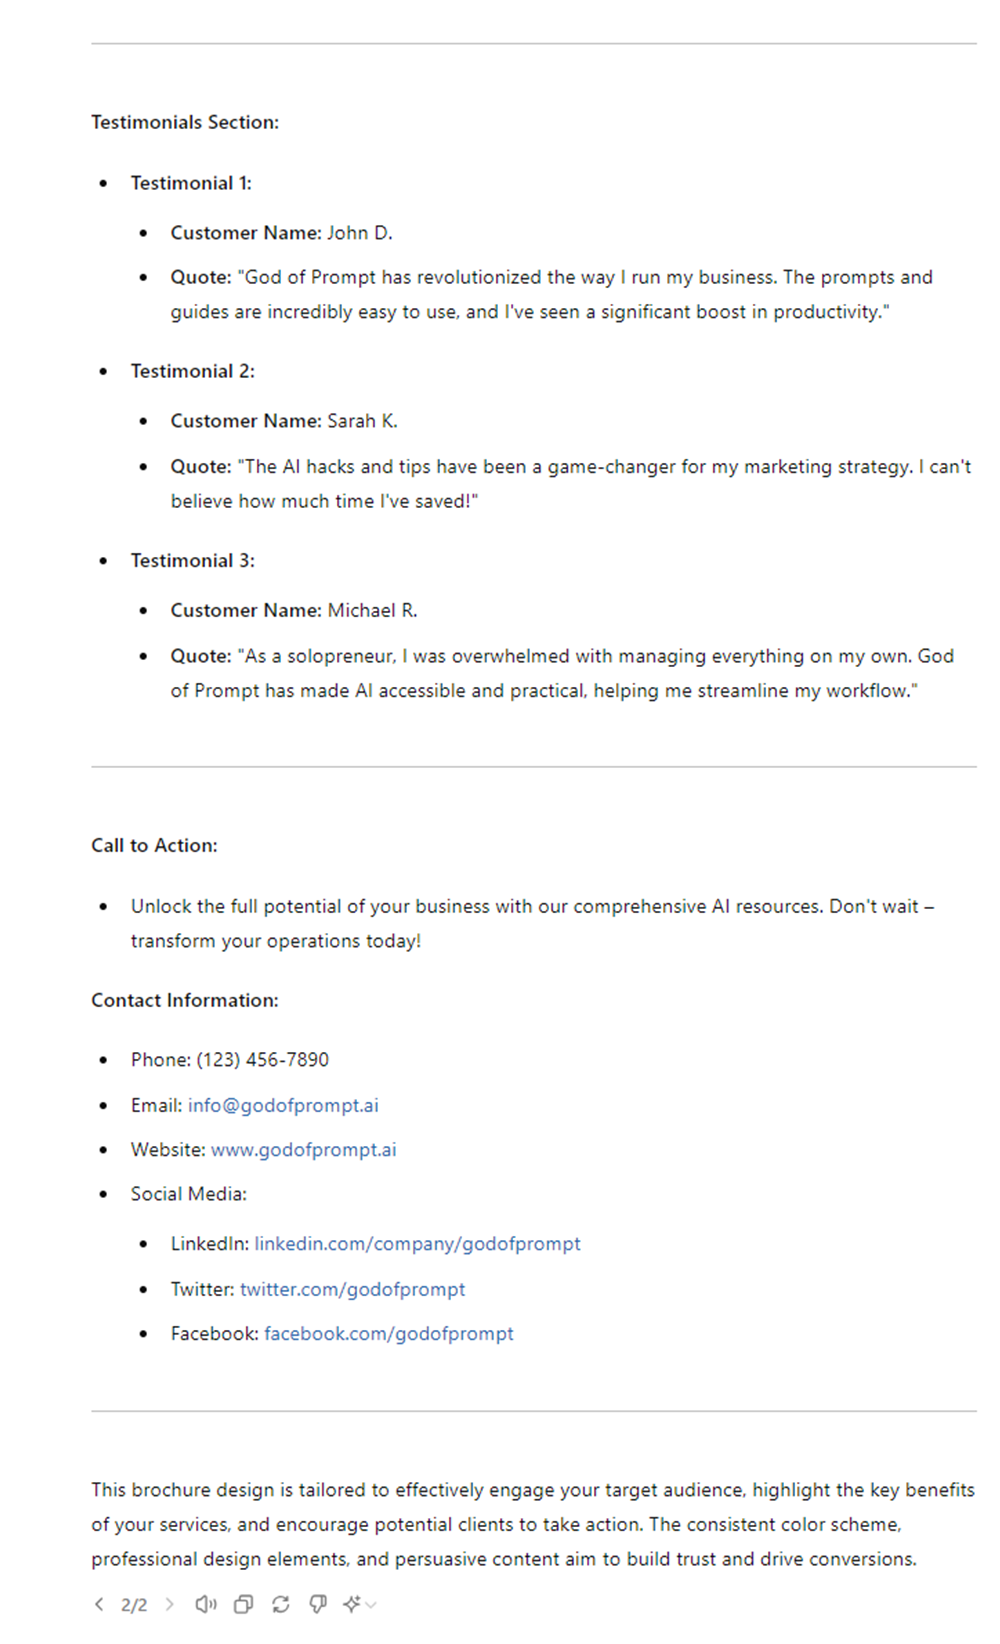 Testimonials Section:
Testimonial 1:
Customer Name: John D.
Quote: "God of Prompt has revolutionized the way I run my business. The prompts and
guides are incredibly easy to use, and I've seen a significant boost in productivity."
Testimonial 2:
Customer Name: Sarah K.
Quote: "The AI hacks and tips have been a game-changer for my marketing strategy. I can't
believe how much time I've saved!"
Testimonial 3:
Customer Name: Michael R.
Quote: "As a solopreneur, I was overwhelmed with managing everything on my own. God
of Prompt has made AI accessible and practical, helping me streamline my workflow."
Call to Action:
Unlock the full potential of your business with our comprehensive AI resources. Don't wait –
transform your operations today!
Contact Information:
Phone: (123) 456-7890
Email: info@godofprompt.ai
Website: www.godofprompt.ai
Social Media:
LinkedIn: linkedin.com/company/godofprompt
Twitter: twitter.com/godofprompt
Facebook: facebook.com/godofprompt
This brochure design is tailored to effectively engage your target audience, highlight the key benefits
of your services, and encourage potential clients to take action. The consistent color scheme,
professional design elements, and persuasive content aim to build trust and drive conversions.
2/2